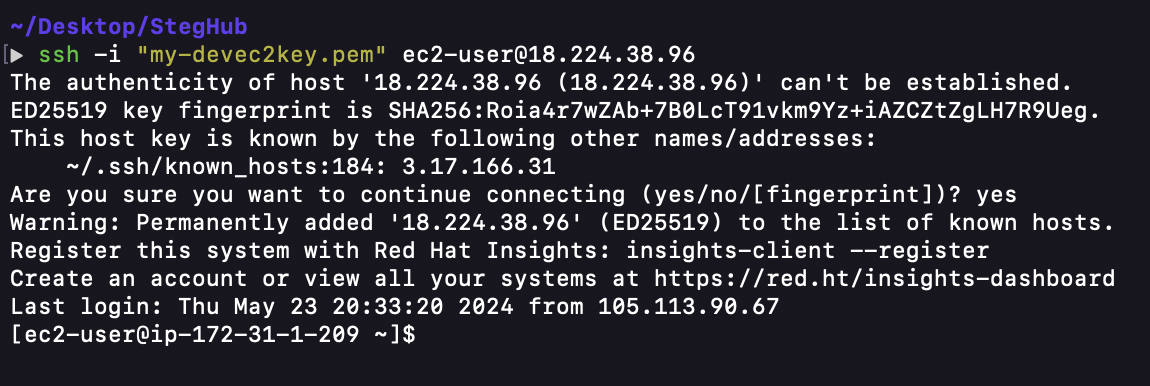 ~/Desktop/StegHub
[▶ ssh -i "my-devec2key.pem" ec2-user@18.224.38.96
The authenticity of host '18.224.38.96 (18.224.38.96)' can't be established.
ED25519 key fingerprint is SHA256:Roia4r7wZAb+7B0LcT91vkm9Yz+iAZCZtZgLH7R9Ueg.
This host key is known by the following other names/addresses:
    ~/.ssh/known_hosts:184: 3.17.166.31
Are you sure you want to continue connecting (yes/no/[fingerprint])? yes
Warning: Permanently added '18.224.38.96' (ED25519) to the list of known hosts.
Register this system with Red Hat Insights: insights-client --register
Create an account or view all your systems at https://red.ht/insights-dashboard
Last login: Thu May 23 20:33:20 2024 from 105.113.90.67
[ec2-user@ip-172-31-1-209 ~]$